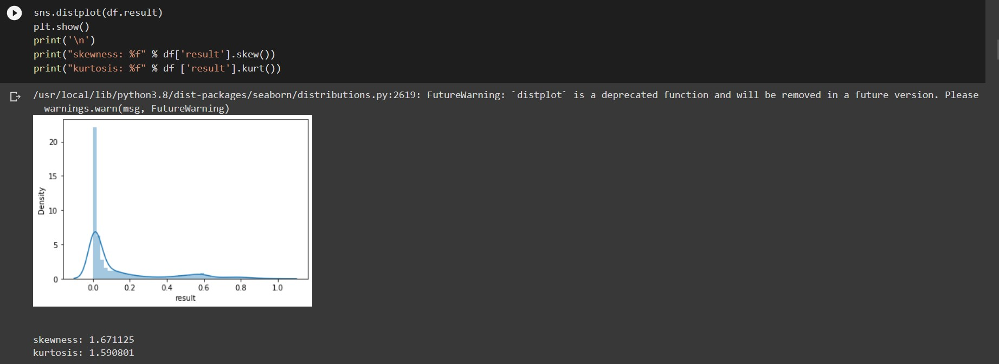 sns.distplot(df.result)
plt.show()
print('\n')
print("skewness: %f" % df['result'].skew())
print("kurtosis: %f" % df ['result'].kurt())
/usr/local/lib/python3.8/dist-packages/seaborn/distributions.py:2619: FutureWarning: `distplot` is a deprecated function and will be removed in a future version. Please
warnings.warn(msg, FutureWarning)
20
15
10
5
0
Density
0.0 0.2 0.4 0.6 0.8 1.0
result
skewness: 1.671125
kurtosis: 1.590801